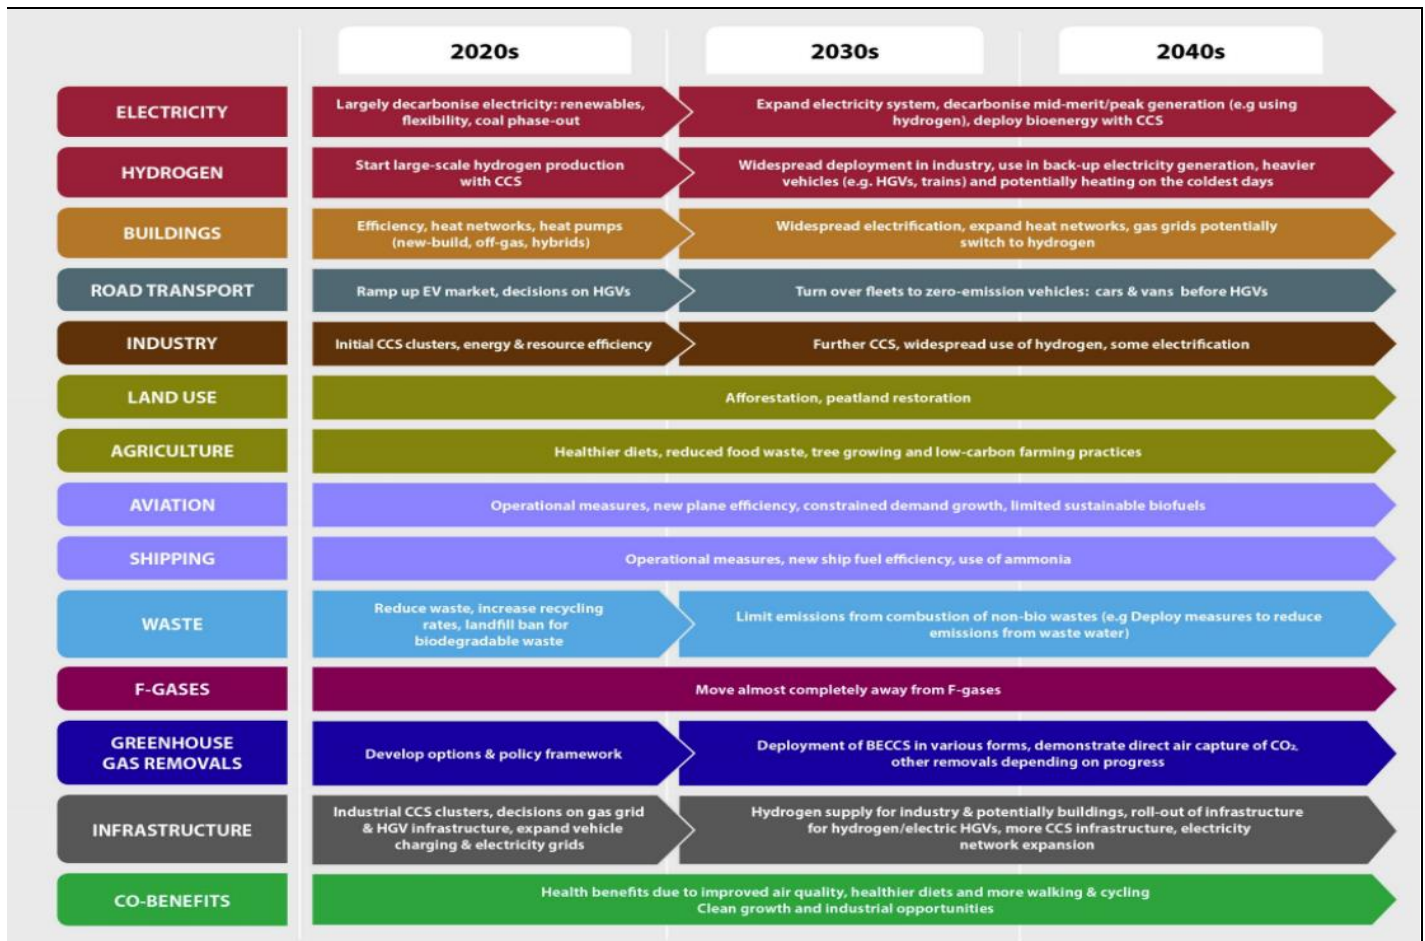 2020s
2030s
2040s
ELECTRICITY
Largely decarbonise electricity: renewables,
flexibility, coal phase-out
Expand electricity system, decarbonise mid-merit/peak generation (e.g using
hydrogen), deploy bioenergy with CCS
HYDROGEN
Start large-scale hydrogen production
with CCS
Widespread deployment in industry, use in back-up electricity generation, heavier
vehicles (e.g. HGVs, trains) and potentially heating on the coldest days
BUILDINGS
Efficiency, heat networks, heat pumps
(new-build, off-gas, hybrids)
Widespread electrification, expand heat networks, gas grids potentially
switch to hydrogen
ROAD TRANSPORT
Ramp up EV market, decisions on HGVs
Turn over fleets to zero-emission vehicles: cars & vans before HGVs
INDUSTRY
Initial CCS clusters, energy & resource efficiency
Further CCS, widespread use of hydrogen, some electrification
LAND USE
Afforestation, peatland restoration
AGRICULTURE
Healthier diets, reduced food waste, tree growing and low-carbon farming practices
AVIATION
Operational measures, new plane efficiency, constrained demand growth, limited sustainable biofuels
SHIPPING
Operational measures, new ship fuel efficiency, use of ammonia
WASTE
Reduce waste, increase recycling
rates, landfill ban for
biodegradable waste
Limit emissions from combustion of non-bio wastes (e.g Deploy measures to reduce
emissions from waste water)
F-GASES
Move almost completely away from F-gases
GREENHOUSE
GAS REMOVALS
Develop options & policy framework
Deployment of BECCS in various forms, demonstrate direct air capture of CO₂,
other removals depending on progress
INFRASTRUCTURE
Industrial CCS clusters, decisions on gas grid
& HGV infrastructure, expand vehicle
charging & electricity grids
Hydrogen supply for industry & potentially buildings, roll-out of infrastructure
for hydrogen/electric HGVs, more CCS infrastructure, electricity
network expansion
CO-BENEFITS
Health benefits due to improved air quality, healthier diets and more walking & cycling
Clean growth and industrial opportunities